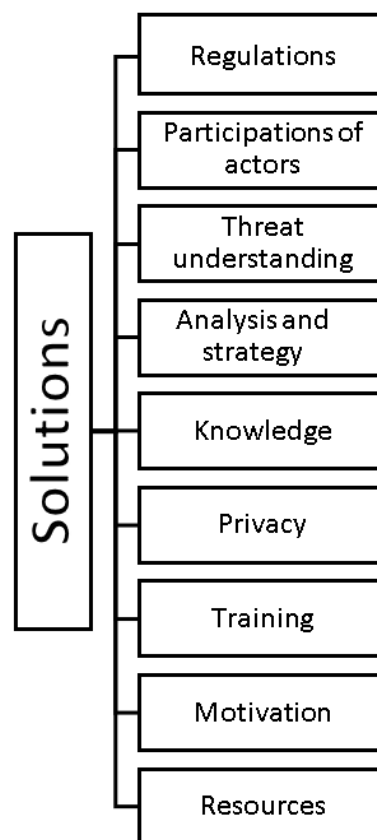 Solutions
Regulations
Participations of
actors
Threat
understanding
Analysis and
strategy
Knowledge
Privacy
Training
Motivation
Resources